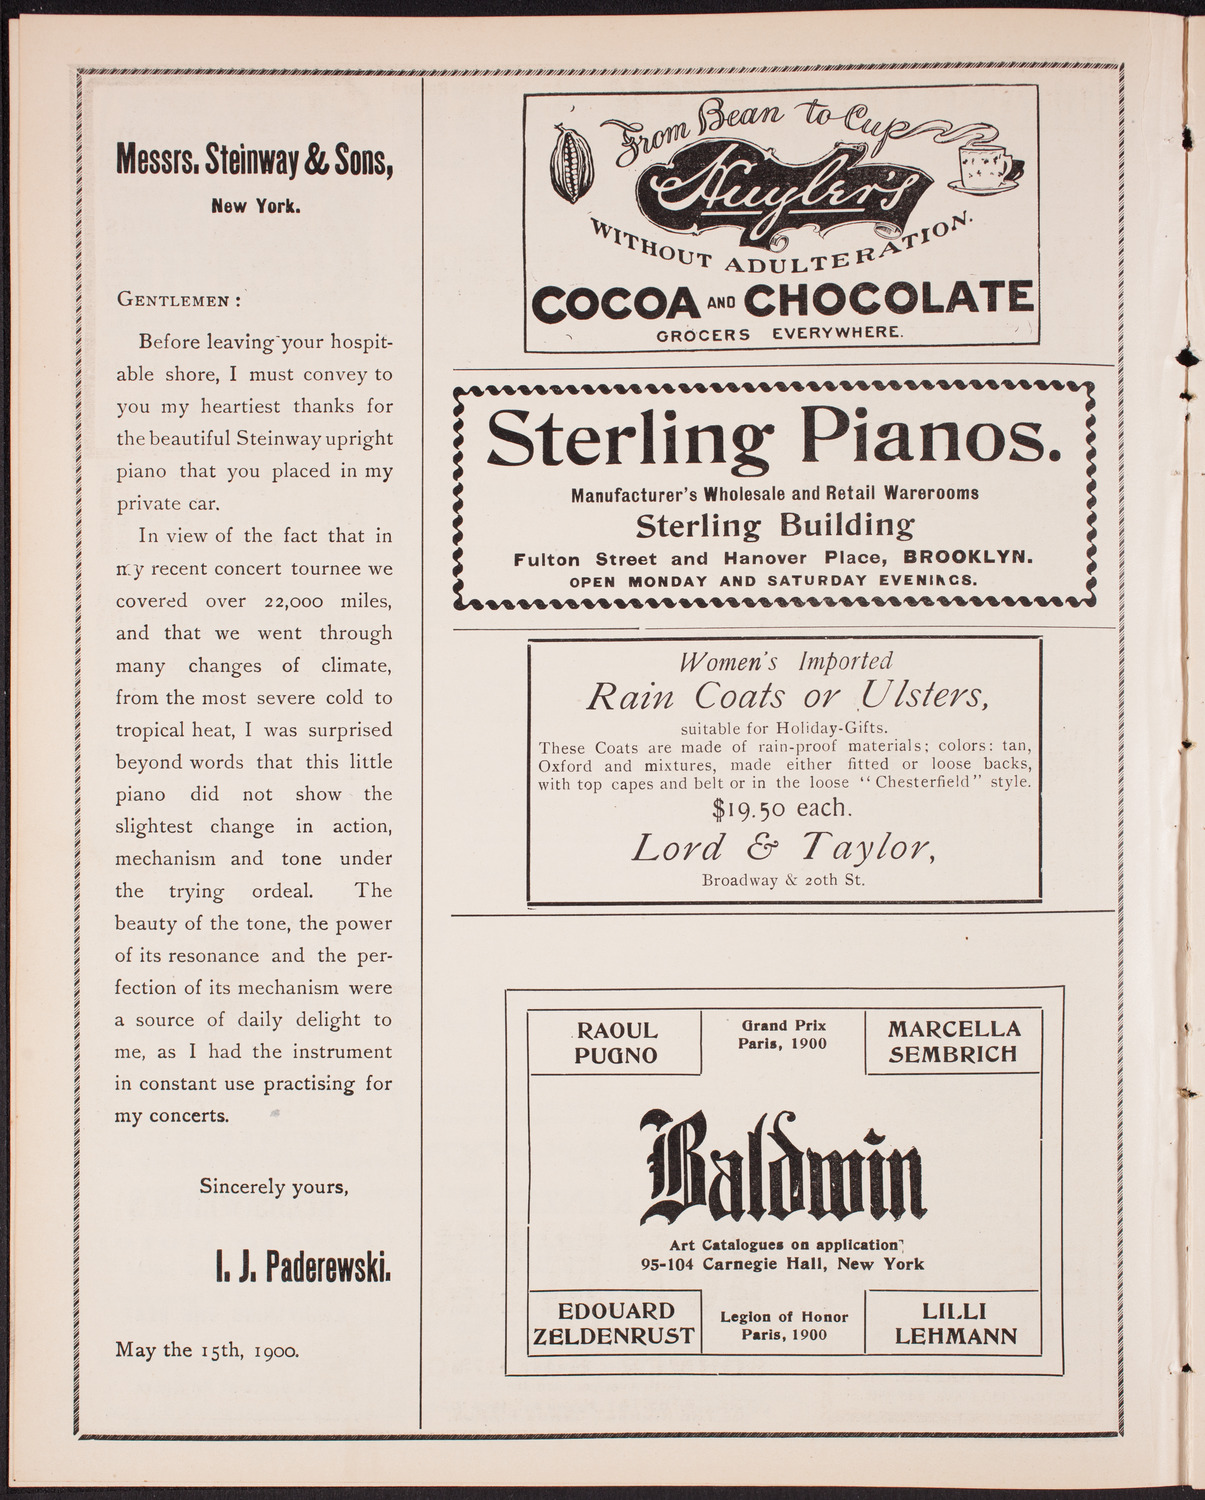 Messrs. Steinway & Sons,
New York.
GENTLEMEN:
Before leaving your hospit-
able shore, I must convey to
you my heartiest thanks for
the beautiful Steinway upright
piano that you placed in my
private car.
In view of the fact that in
my recent concert tournee we
covered over 22,000 miles,
and that we went through
many changes of climate,
from the most severe cold to
tropical heat, I was surprised
beyond words that this little
piano did not show the
slightest change in action,
mechanism and tone under
the trying ordeal. The
beauty of the tone, the power
of its resonance and the per-
fection of its mechanism were
a source of daily delight to
me, as I had the instrument
in constant use practising for
my concerts.
Sincerely yours,
I. J. Paderewski.
May the 15th, 1900.
From Bean to Cup
Huyler's
WITHOUT ADULTERATION.
COCOA AND CHOCOLATE
GROCERS EVERYWHERE.
Sterling Pianos.
Manufacturer's Wholesale and Retail Warerooms
Sterling Building
Fulton Street and Hanover Place, BROOKLYN.
OPEN MONDAY AND SATURDAY EVENINGS.
Women's Imported
Rain Coats or Ulsters,
suitable for Holiday-Gifts.
These Coats are made of rain-proof materials; colors: tan,
Oxford and mixtures, made either fitted or loose backs,
with top capes and belt or in the loose "Chesterfield" style.
$19.50 each.
Lord & Taylor,
Broadway & 20th St.
RAOUL
PUGNO
Grand Prix
Paris, 1900
MARCELLA
SEMBRICH
Baldwin
Art Catalogues on application
95-104 Carnegie Hall, New York
EDOUARD
ZELDENRUST
Legion of Honor
Paris, 1900
LILLI
LEHMANN